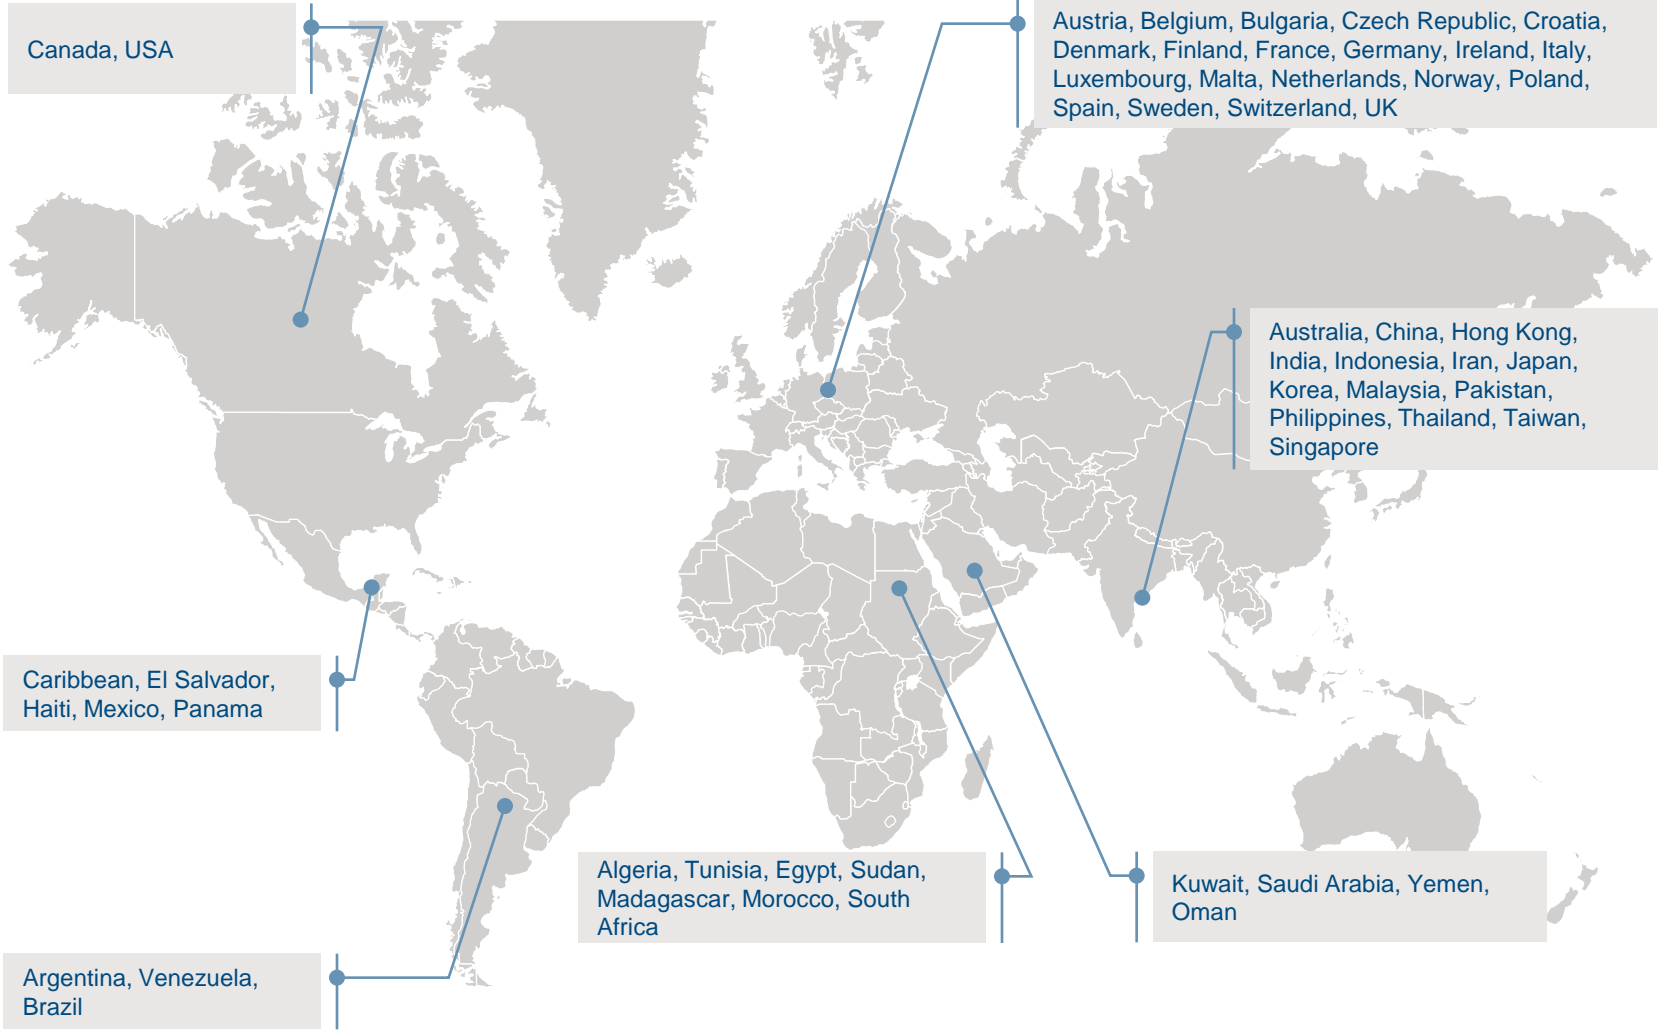 Canada, USA
Austria, Belgium, Bulgaria, Czech Republic, Croatia,
Denmark, Finland, France, Germany, Ireland, Italy,
Luxembourg, Malta, Netherlands, Norway, Poland,
Spain, Sweden, Switzerland, UK
Australia, China, Hong Kong,
India, Indonesia, Iran, Japan,
Korea, Malaysia, Pakistan,
Philippines, Thailand, Taiwan,
Singapore
Caribbean, El Salvador,
Haiti, Mexico, Panama
Algeria, Tunisia, Egypt, Sudan,
Madagascar, Morocco, South
Africa
Kuwait, Saudi Arabia, Yemen,
Oman
Argentina, Venezuela,
Brazil